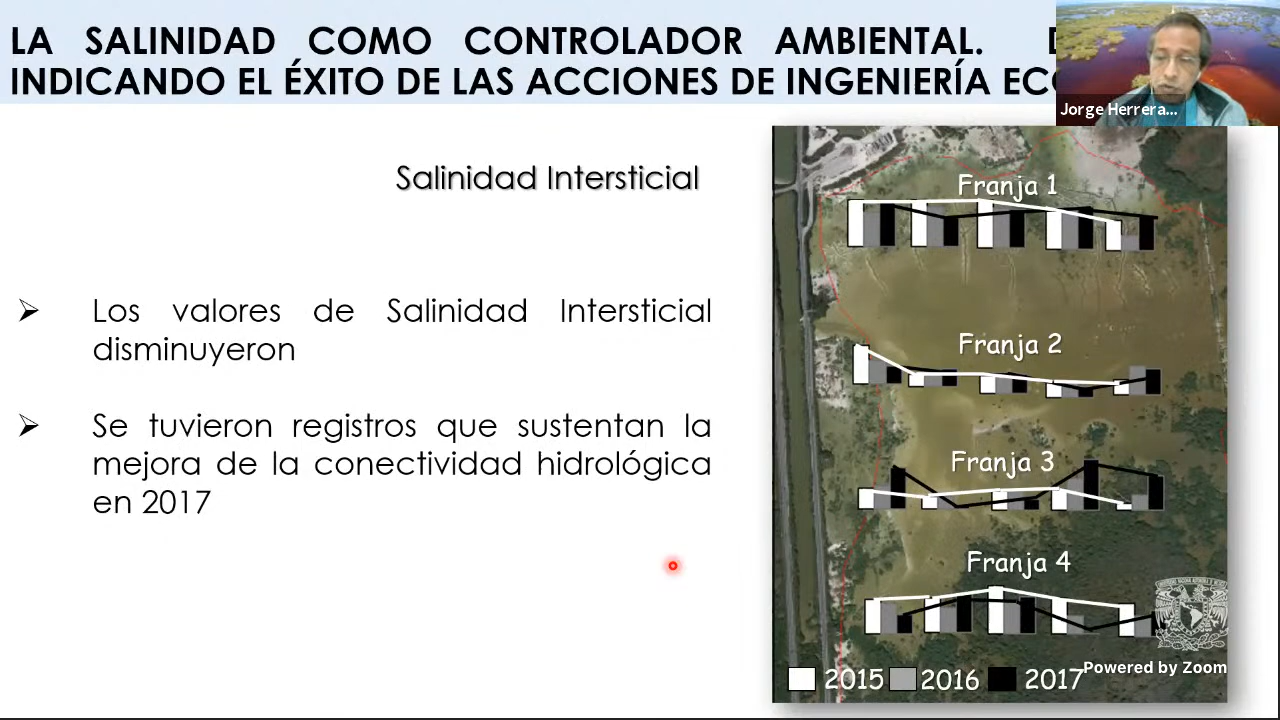 LA SALINIDAD COMO CONTROLADOR AMBIENTAL.
INDICANDO EL ÉXITO DE LAS ACCIONES DE INGENIERÍA
Jorge Herrera...
Salinidad Intersticial
➢ Los valores de Salinidad Intersticial
disminuyeron
➢ Se tuvieron registros que sustentan la
mejora de la conectividad hidrológica
en 2017
Franja 1
Franja 2
Franja 3
Franja 4
2015 2016 2017
Powered by Zoom